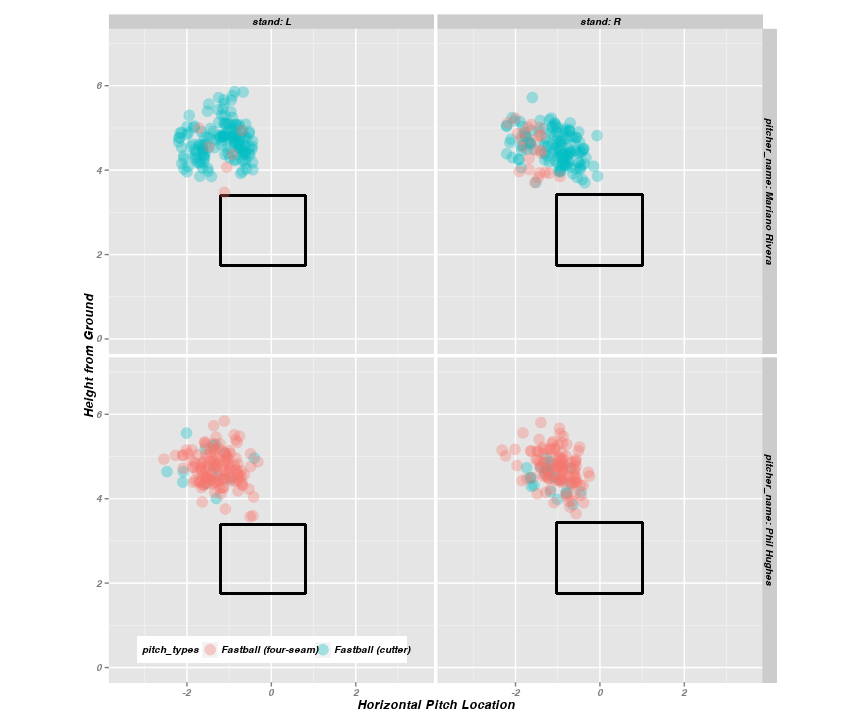 stand: L
stand: R
6
4
2
0
pitcher_name: Mariano Rivera
Height from Ground
6
4
2
0
pitcher_name: Phil Hughes
pitch_types Fastball (four-seam) Fastball (cutter)
-2 0 2 -2 0 2
Horizontal Pitch Location